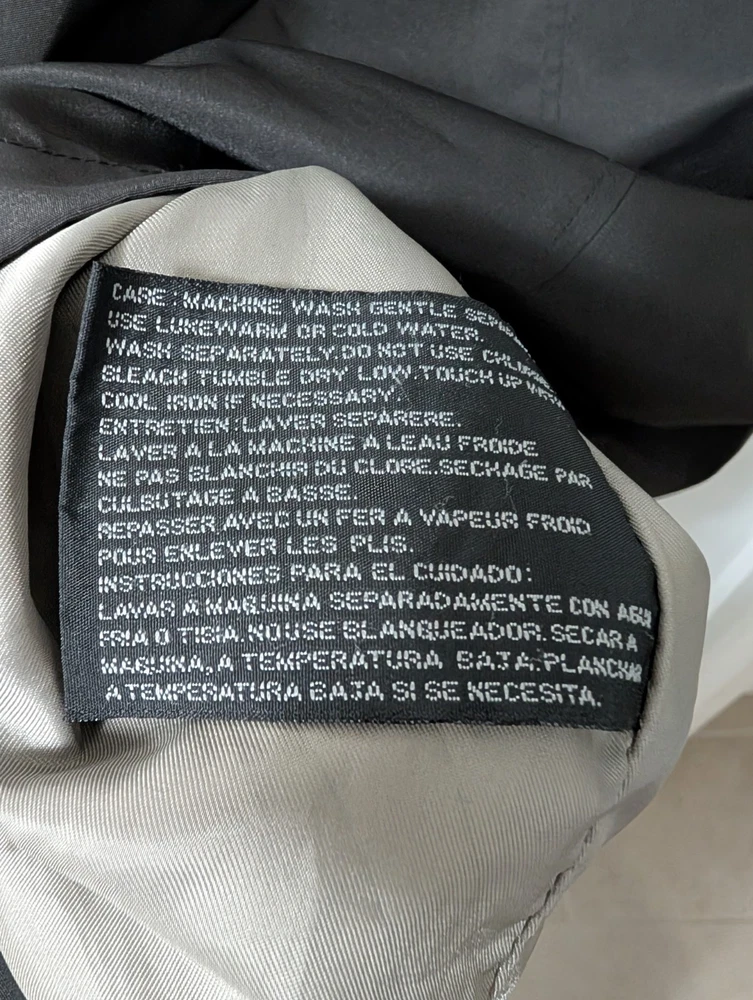 CARE: MACHINE WASH GENTLE
USE LUKEWARM OR COLD WATER.
WASH SEPARATELY.DO NOT USE
BLEACH TUMBLE DRY LOW TOUCH UP
COOL IRON IF NECESSARY.
ENTRETIEN:LAVER SEPARERE.
LAVER A LA MACHINE A LEAU FROIDE
NE PAS BLANCHIR DU CLORE.SECHAGE PAR
CULBUTAGE A BASSE.
REPASSER AVEC UN FER A VAPEUR FROID
POUR ENLEVER LES PLIS.
INSTRUCCIONES PARA EL CUIDADO:
LAVAR A MAQUINA SEPARADAMENTE CON AGUA
FRIA O TIBIA.NO USE BLANQUEADOR.SECAR A
MAQUINA,A TEMPERATURA BAJA.PLANCHAR
A TEMPERATURA BAJA SI SE NECESITA.